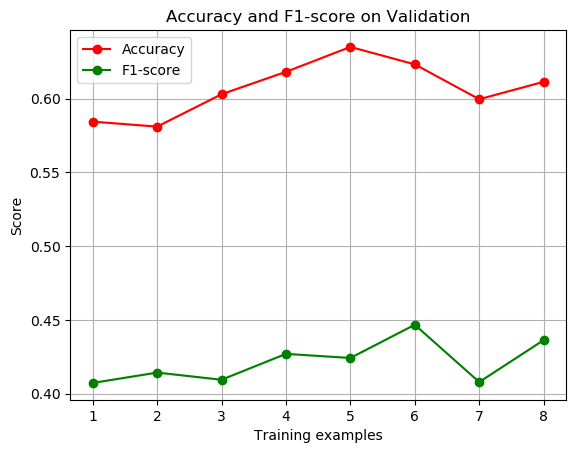 Accuracy and F1-score on Validation
Accuracy
F1-score
0.60
0.55
0.50
0.45
0.40
Score
1 2 3 4 5 6 7 8
Training examples